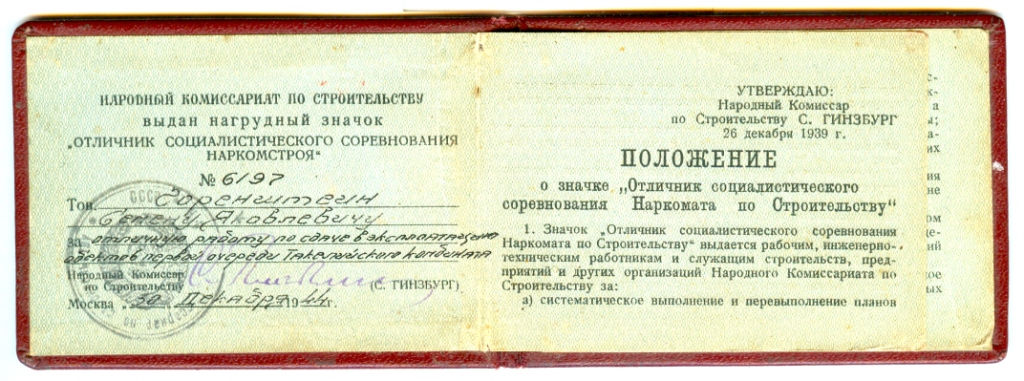 НАРОДНЫЙ КОМИССАРИАТ ПО СТРОИТЕЛЬСТВУ
выдан нагрудный значок
„ОТЛИЧНИК СОЦИАЛИСТИЧЕСКОГО СОРЕВНОВАНИЯ
НАРКОМСТРОЯ“
№ 6197
Тов. Зоренштеин
Семену Яковлевичу
за отличную работу по сдаче в эксплоатацию
об'ектов первой очереди Такелийского комбината
Народный Комиссар
по Строительству
(С. ГИНЗБУРГ)
Москва „30“ декабря 1944 г.
УТВЕРЖДАЮ:
Народный Комиссар
по Строительству С. ГИНЗБУРГ
26 декабря 1939 г.
ПОЛОЖЕНИЕ
о значке „Отличник социалистического
соревнования Наркомата по Строительству“
1. Значок „Отличник социалистического соревнования
Наркомата по Строительству“ выдается рабочим, инженерно-
техническим работникам и служащим строительств, пред-
приятий и других организаций Народного Комиссариата по
Строительству за:
а) систематическое выполнение и перевыполнение планов